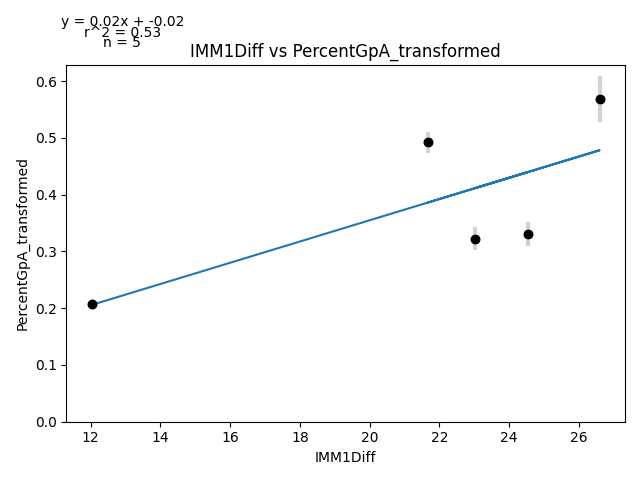 y = 0.02x + -0.02
r^2 = 0.53
n = 5
IMM1Diff vs PercentGpA_transformed
PercentGpA_transformed
0.6
0.5
0.4
0.3
0.2
0.1
0.0
12 14 16 18 20 22 24 26
IMM1Diff